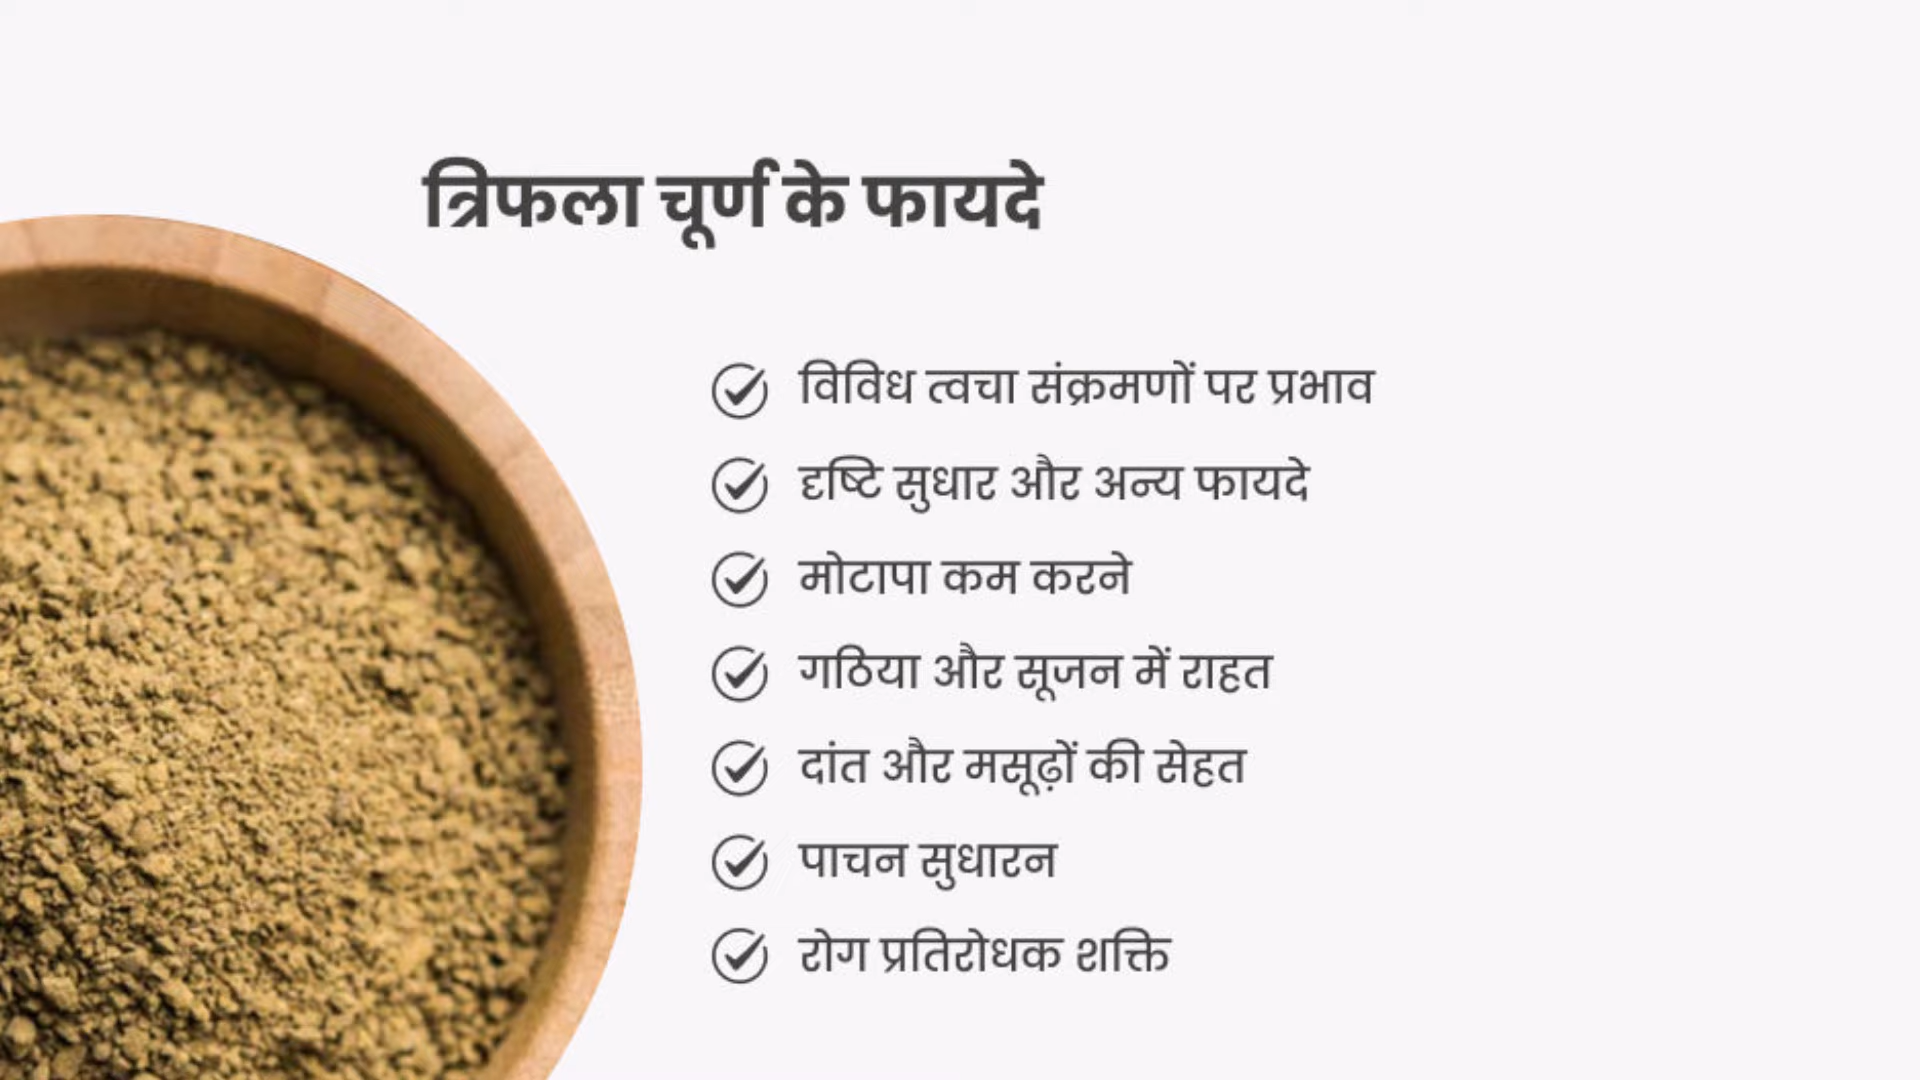 त्रिफला चूर्ण के फायदे
विविध त्वचा संक्रमणों पर प्रभाव
दृष्टि सुधार और अन्य फायदे
मोटापा कम करने
गठिया और सूजन में राहत
दांत और मसूढ़ों की सेहत
पाचन सुधारन
रोग प्रतिरोधक शक्ति